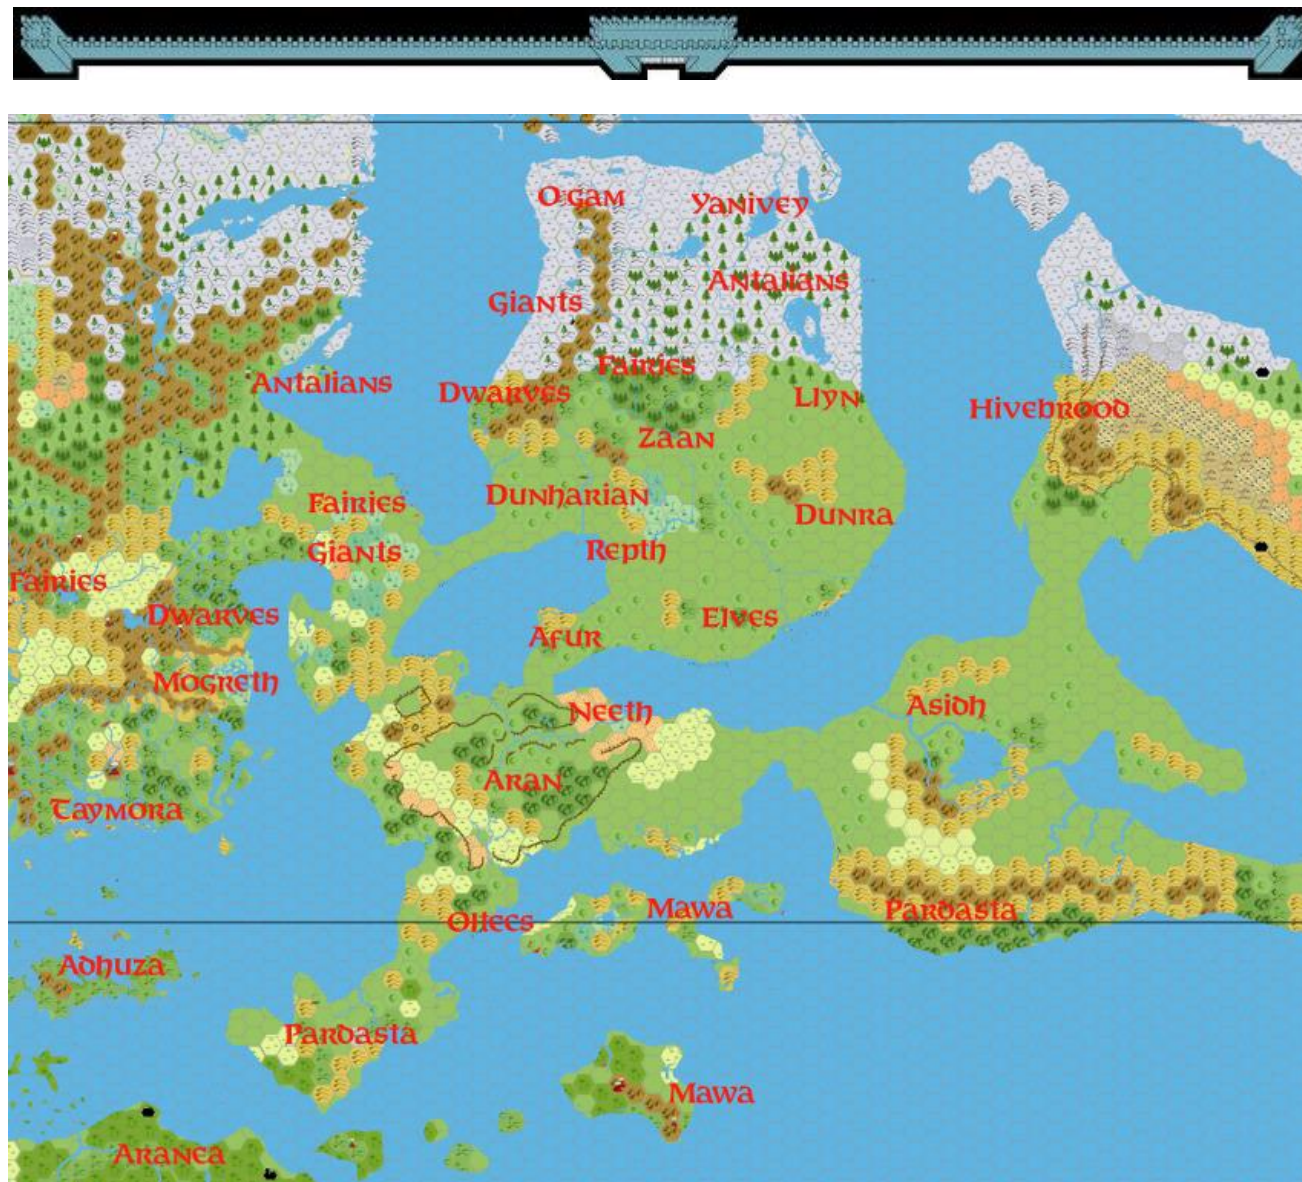 Ogam
Yanivey
Antalians
Giants
Fairies
Antalians
Dwarves
Llyn
Hivebrood
Zaan
Fairies
Dunharian
Dunra
Giants
Repth
Fairies
Dwarves
Afur
Elves
Mogreth
Neeth
Asidh
Aran
Taymora
Ollecs
Mawa
Pardasta
Adhuza
Pardasta
Mawa
Aranea